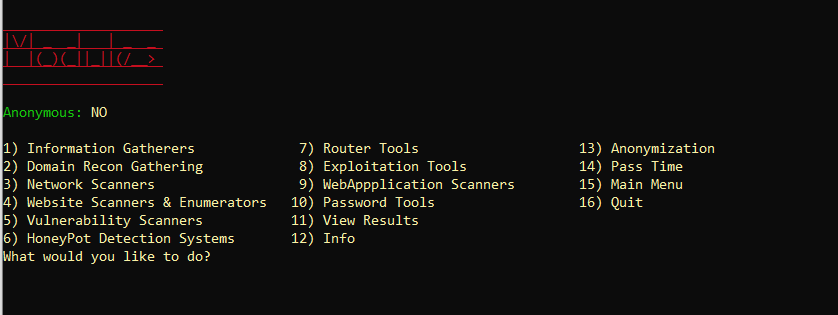 Modules
Anonymous: NO
1) Information Gatherers 7) Router Tools 13) Anonymization
2) Domain Recon Gathering 8) Exploitation Tools 14) Pass Time
3) Network Scanners 9) WebAppplication Scanners 15) Main Menu
4) Website Scanners & Enumerators 10) Password Tools 16) Quit
5) Vulnerability Scanners 11) View Results
6) HoneyPot Detection Systems 12) Info
What would you like to do?